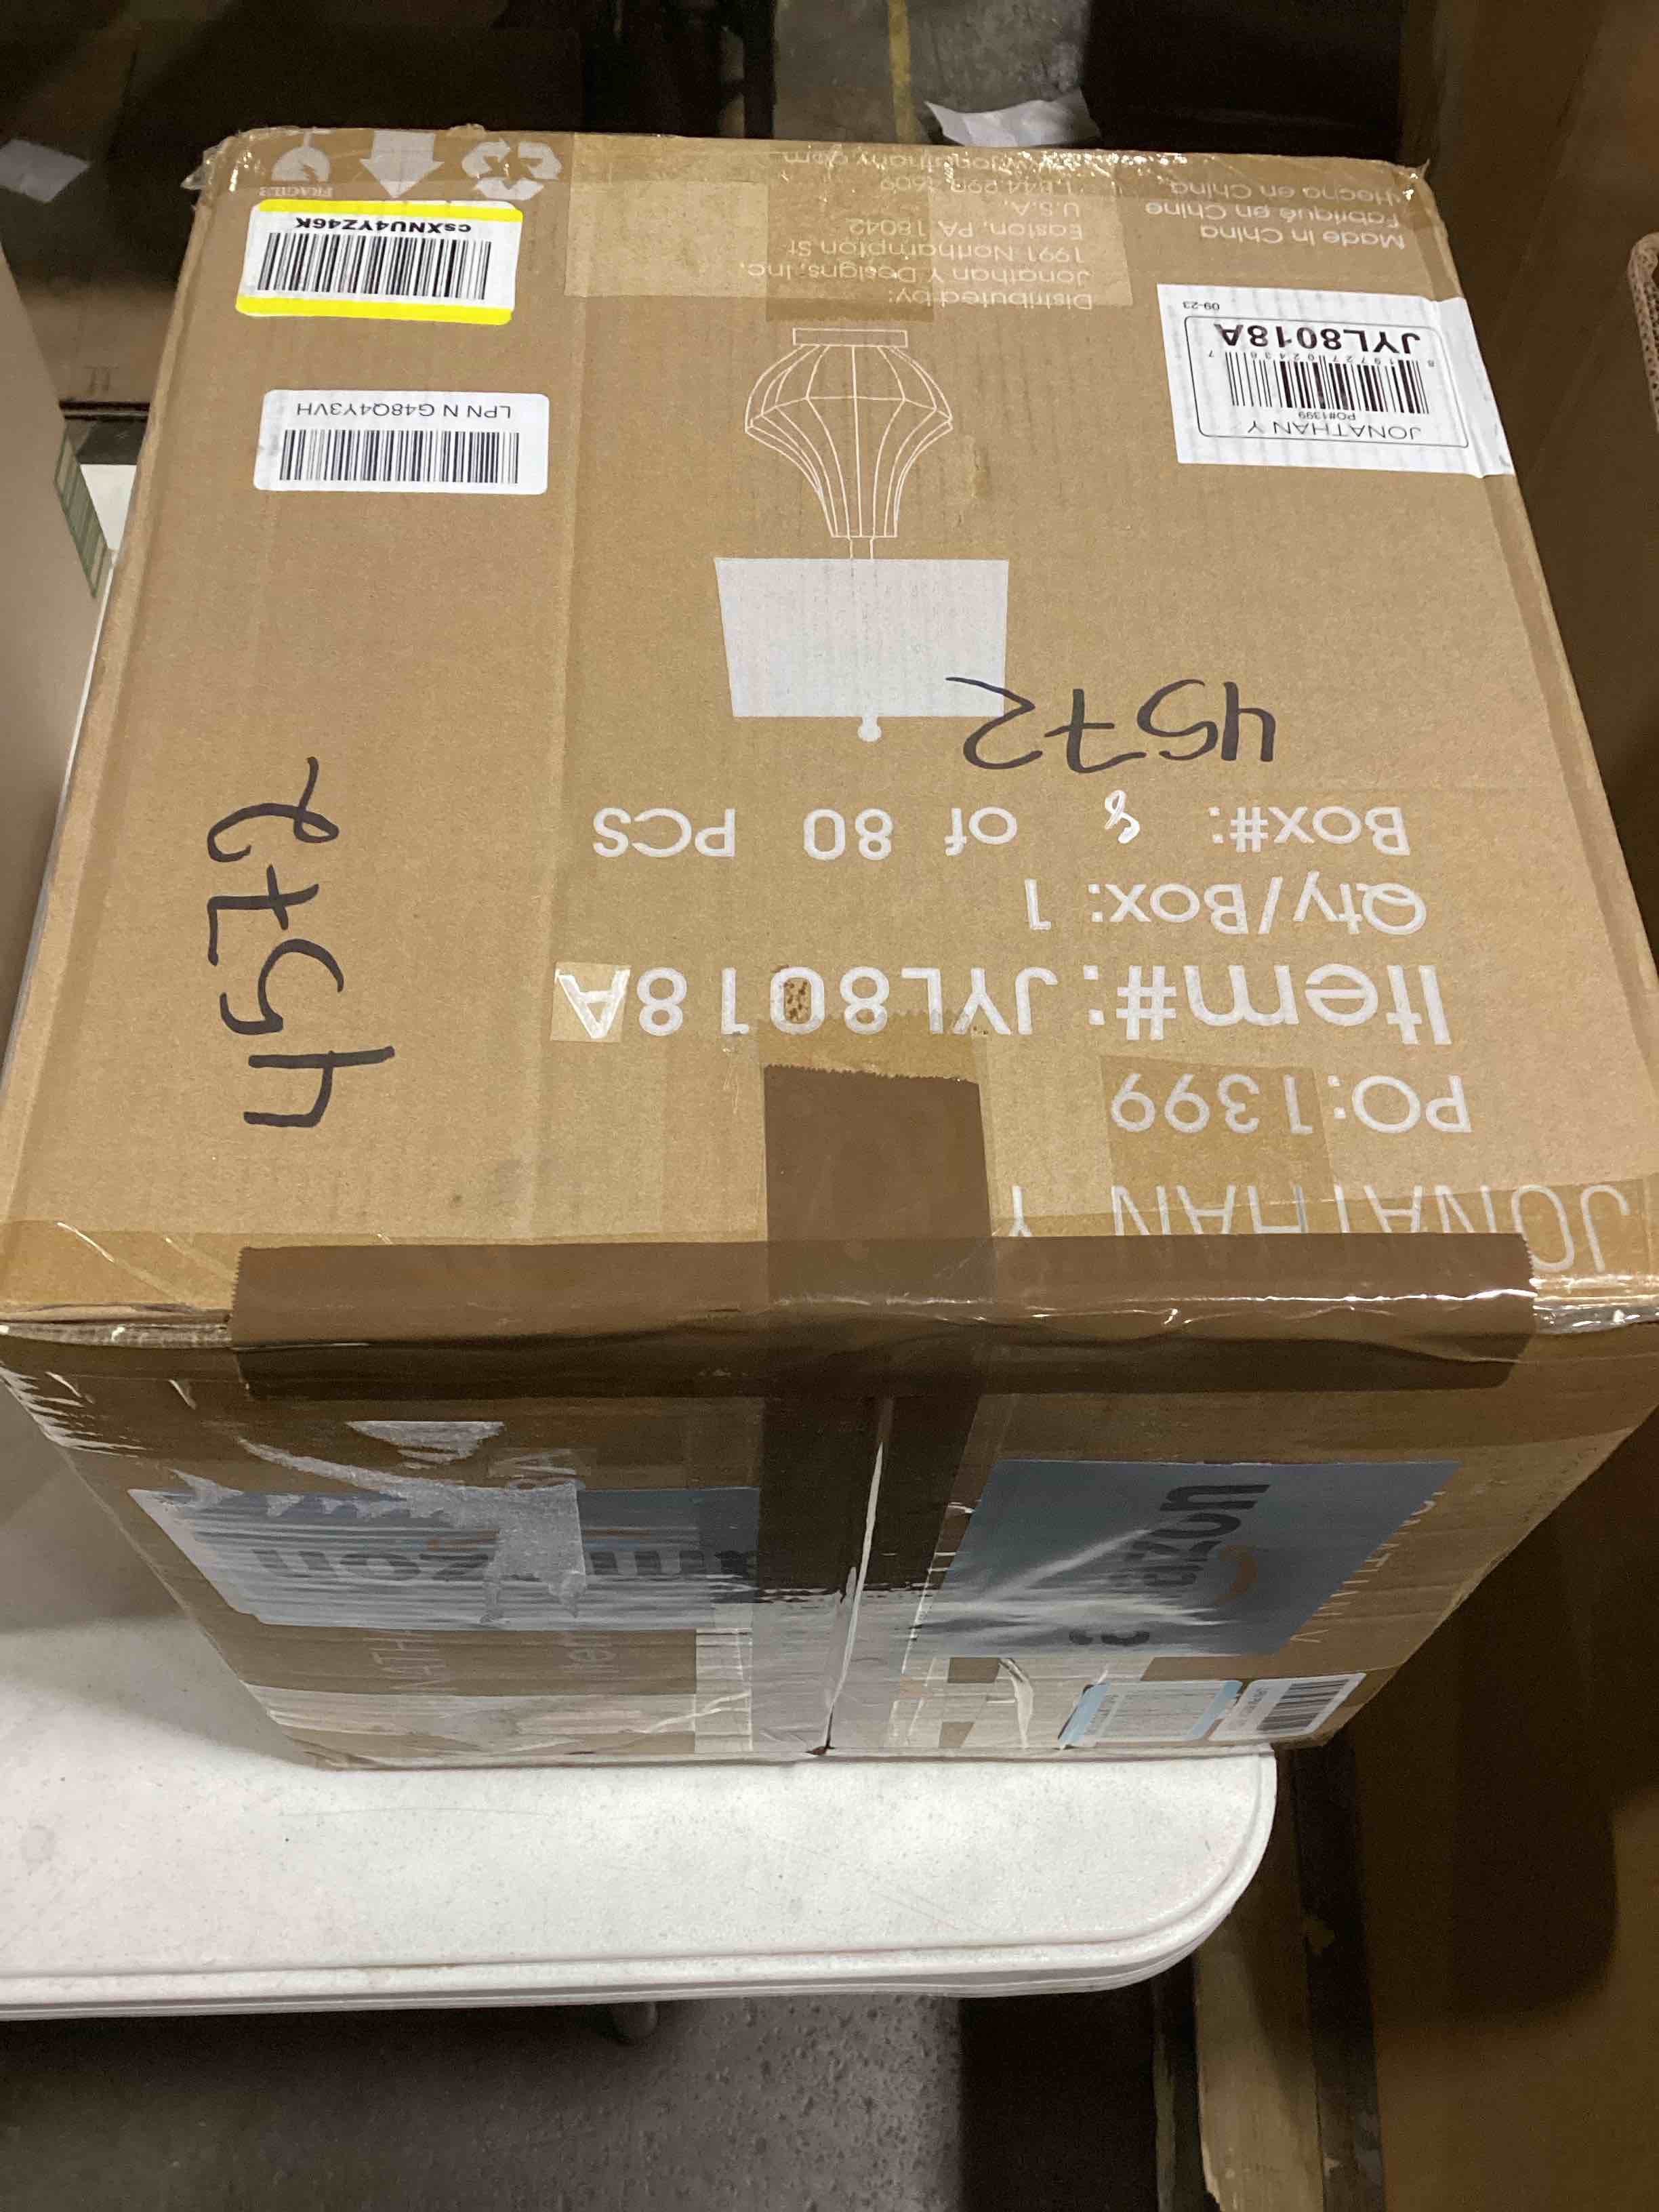 JONATHAN Y
PO:1399
Item#:JYL8018A
Qty/Box: 1
Box#: 8 of 80 PCS
4572
4572
JONATHAN Y
PO#1399
JYL8018A
09-23
LPN N G48Q4Y3VH
csXNU4YZ46K
Distributed by:
Jonathan Y Designs, Inc.
1991 Northampton St
Easton, PA 18042
U.S.A.
Made in China
Fabriqué en Chine
Hecho en China
FRAGILE
amazon